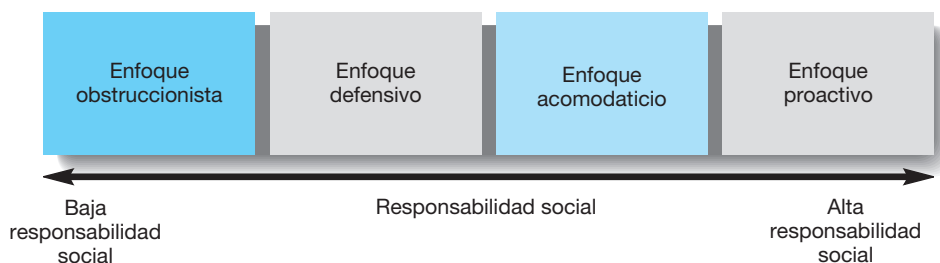 Enfoque
obstruccionista
Enfoque
defensivo
Enfoque
acomodaticio
Enfoque
proactivo
Baja
responsabilidad
social
Responsabilidad social
Alta
responsabilidad
social